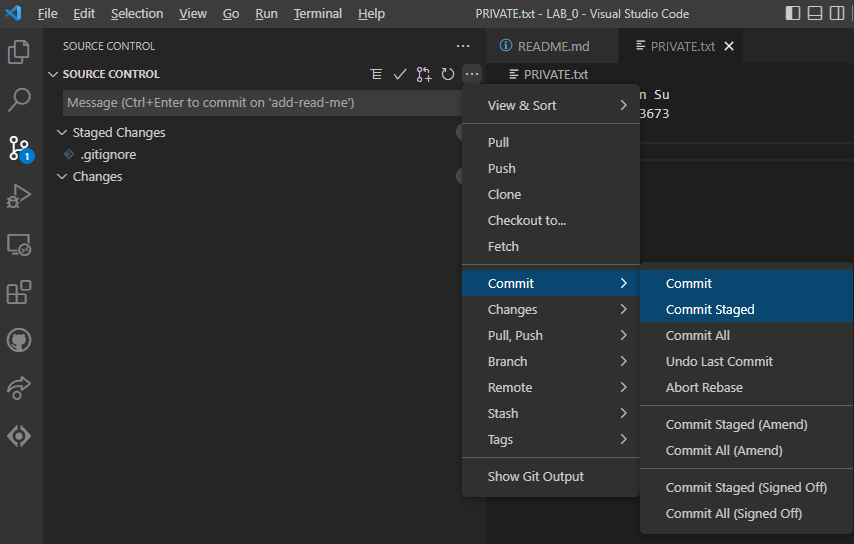 File Edit Selection View Go Run Terminal Help PRIVATE.txt - LAB_0 - Visual Studio Code
SOURCE CONTROL
README.md
PRIVATE.txt
SOURCE CONTROL
PRIVATE.txt
Message (Ctrl+Enter to commit on 'add-read-me')
Su
3673
Staged Changes
.gitignore
Changes
1
View & Sort
Pull
Push
Clone
Checkout to...
Fetch
Commit
Changes
Pull, Push
Branch
Remote
Stash
Tags
Show Git Output
Commit
Commit Staged
Commit All
Undo Last Commit
Abort Rebase
Commit Staged (Amend)
Commit All (Amend)
Commit Staged (Signed Off)
Commit All (Signed Off)